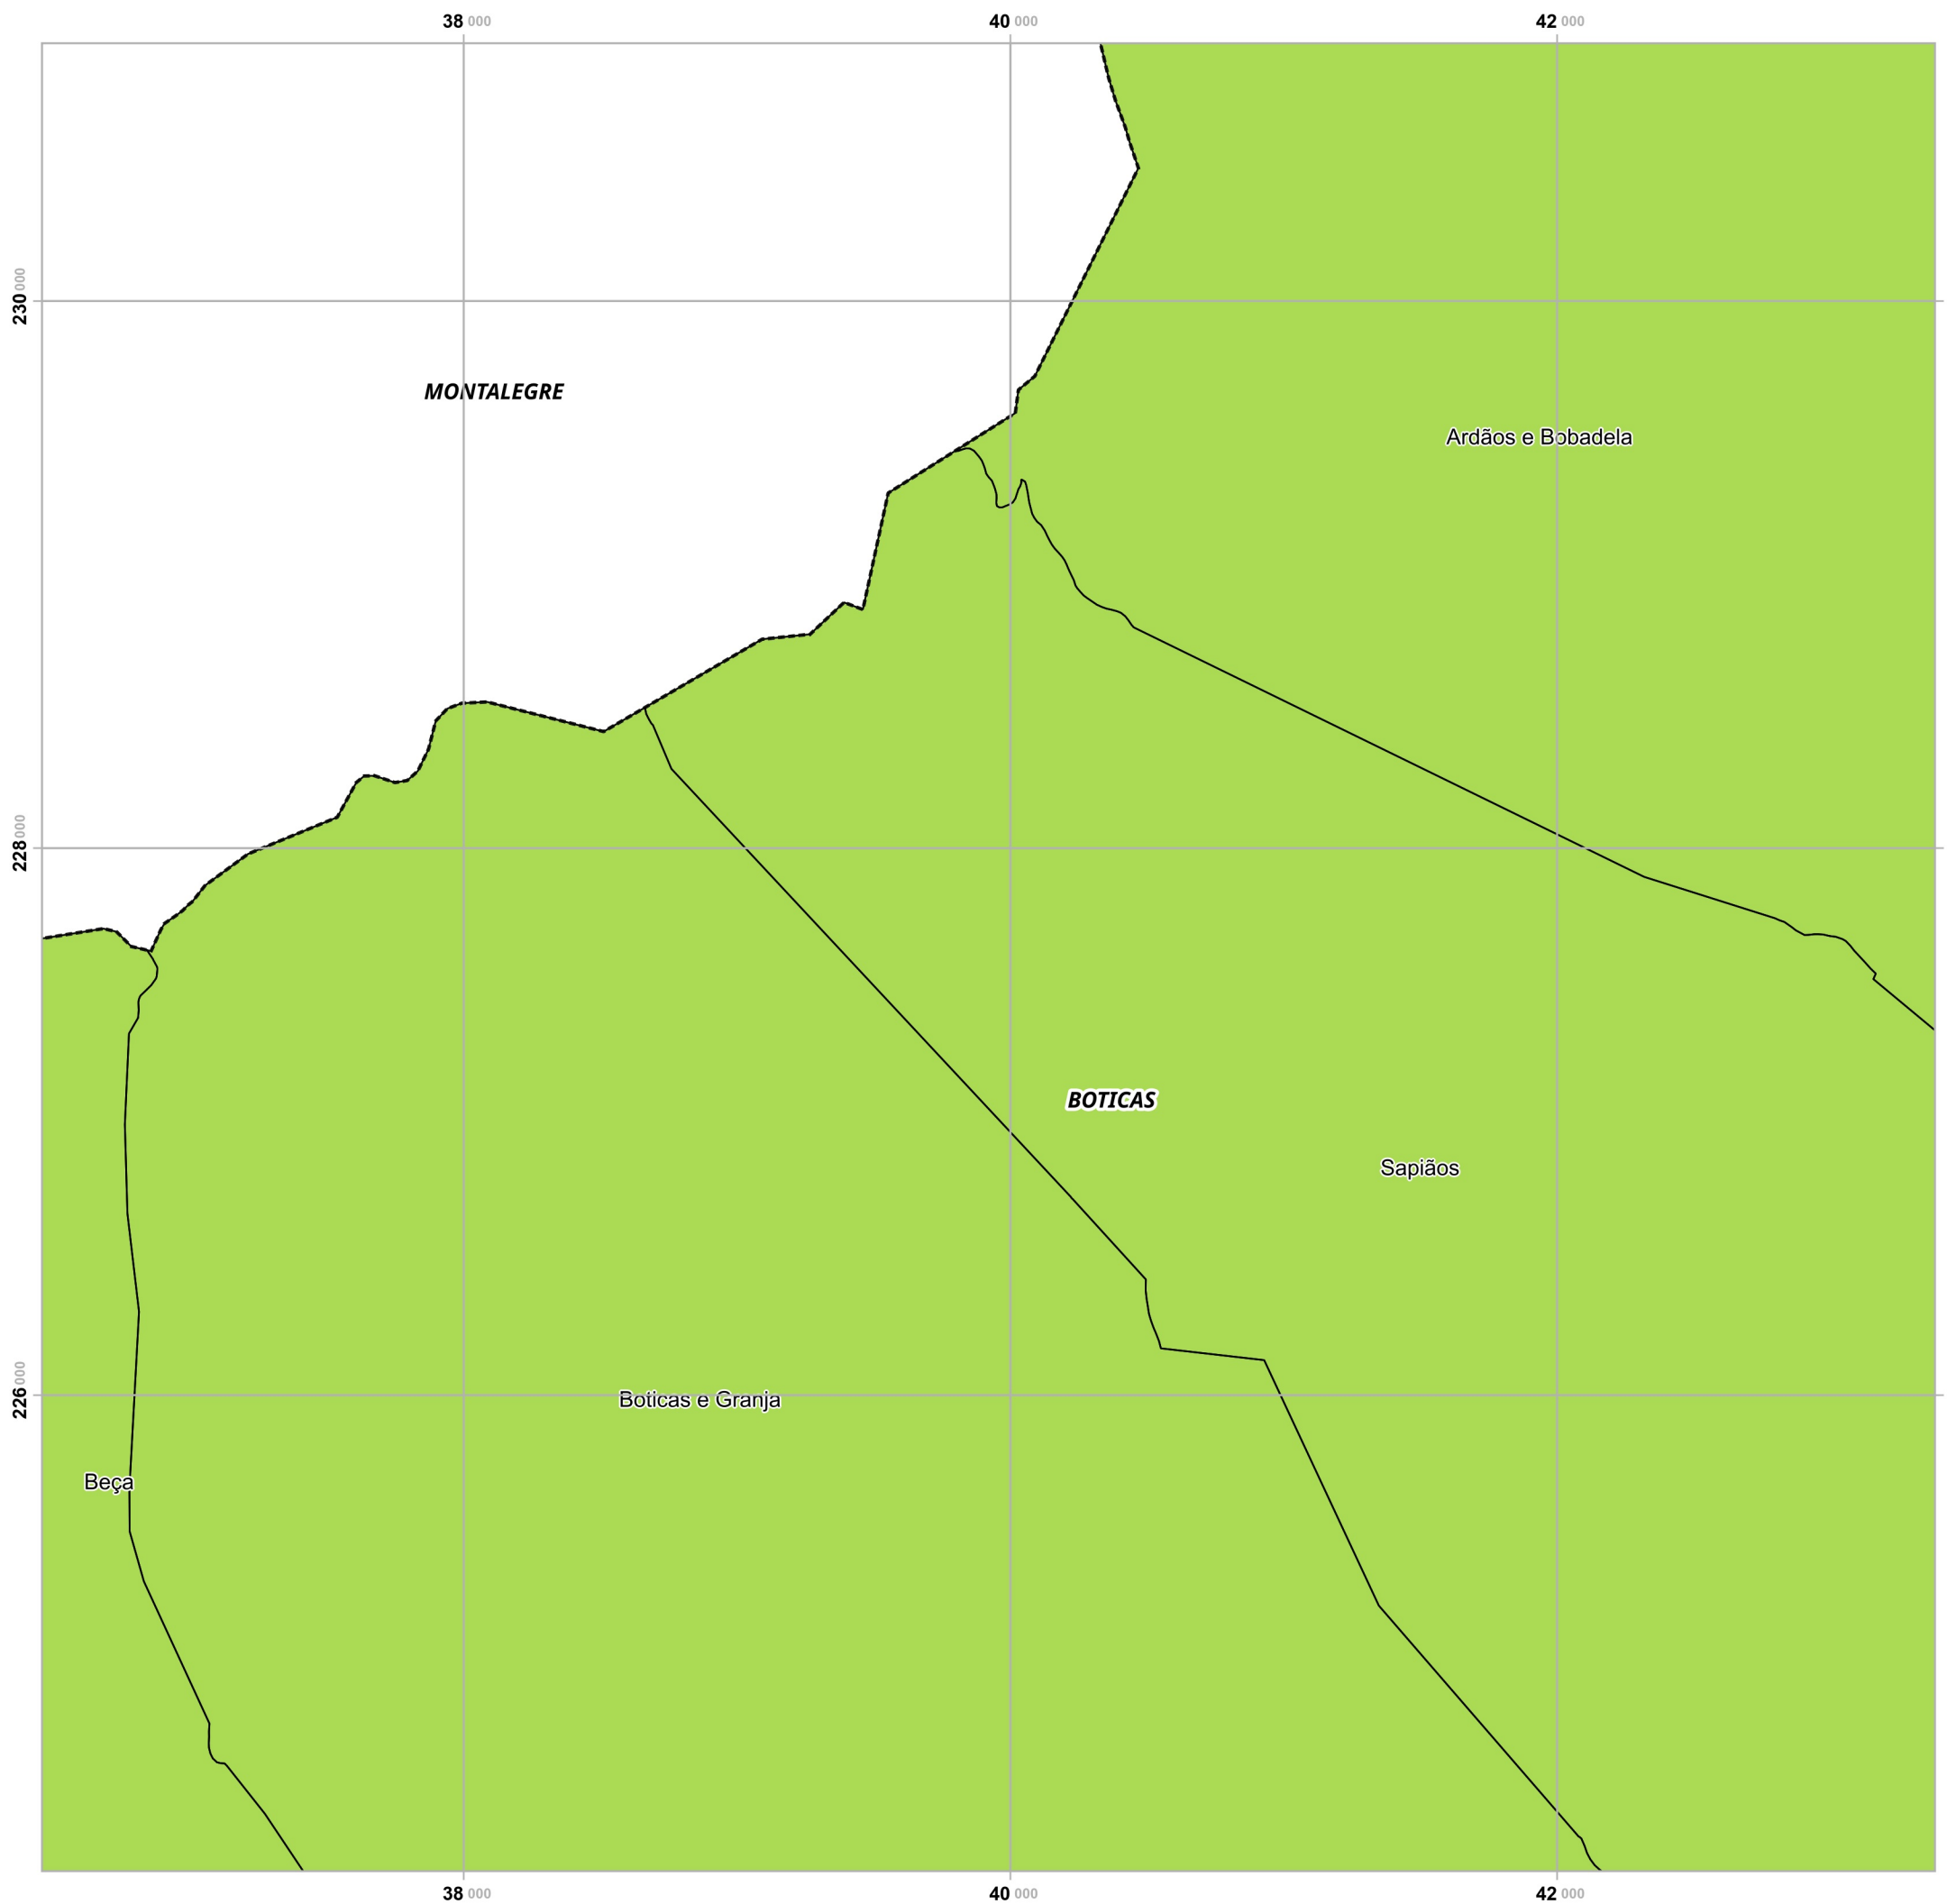 38 000 40 000 42 000
230 000
MONTALEGRE
Ardãos e Bobadela
228 000
BOTICAS
Sapiãos
226 000
Boticas e Granja
Beça
38 000 40 000 42 000